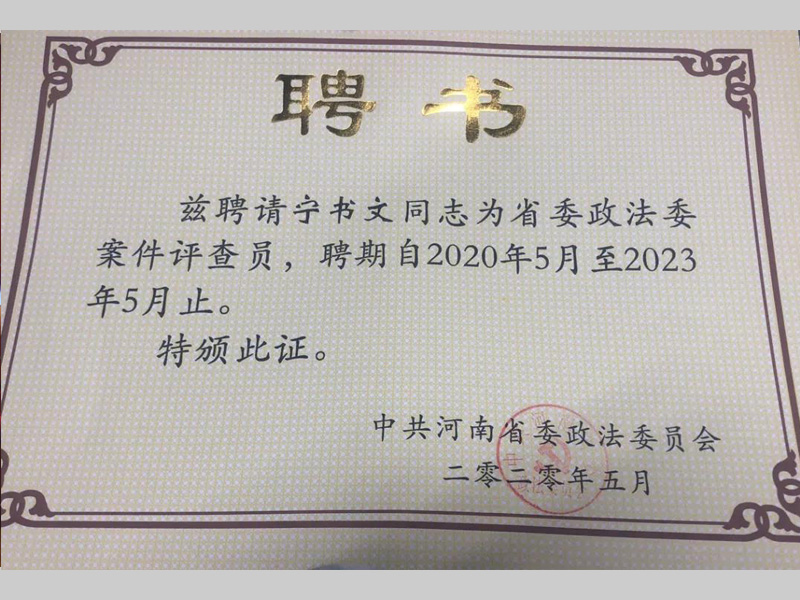 聘书
兹聘请宁书文同志为省委政法委
案件评查员，聘期自2020年5月至2023
年5月止。
特颁此证。
中共河南省委政法委员会
二零二零年五月